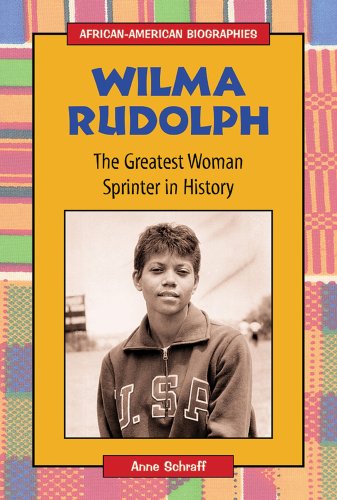 AFRICAN-AMERICAN BIOGRAPHIES
WILMA
RUDOLPH
The Greatest Woman
Sprinter in History
U.S.A
Anne Schraff